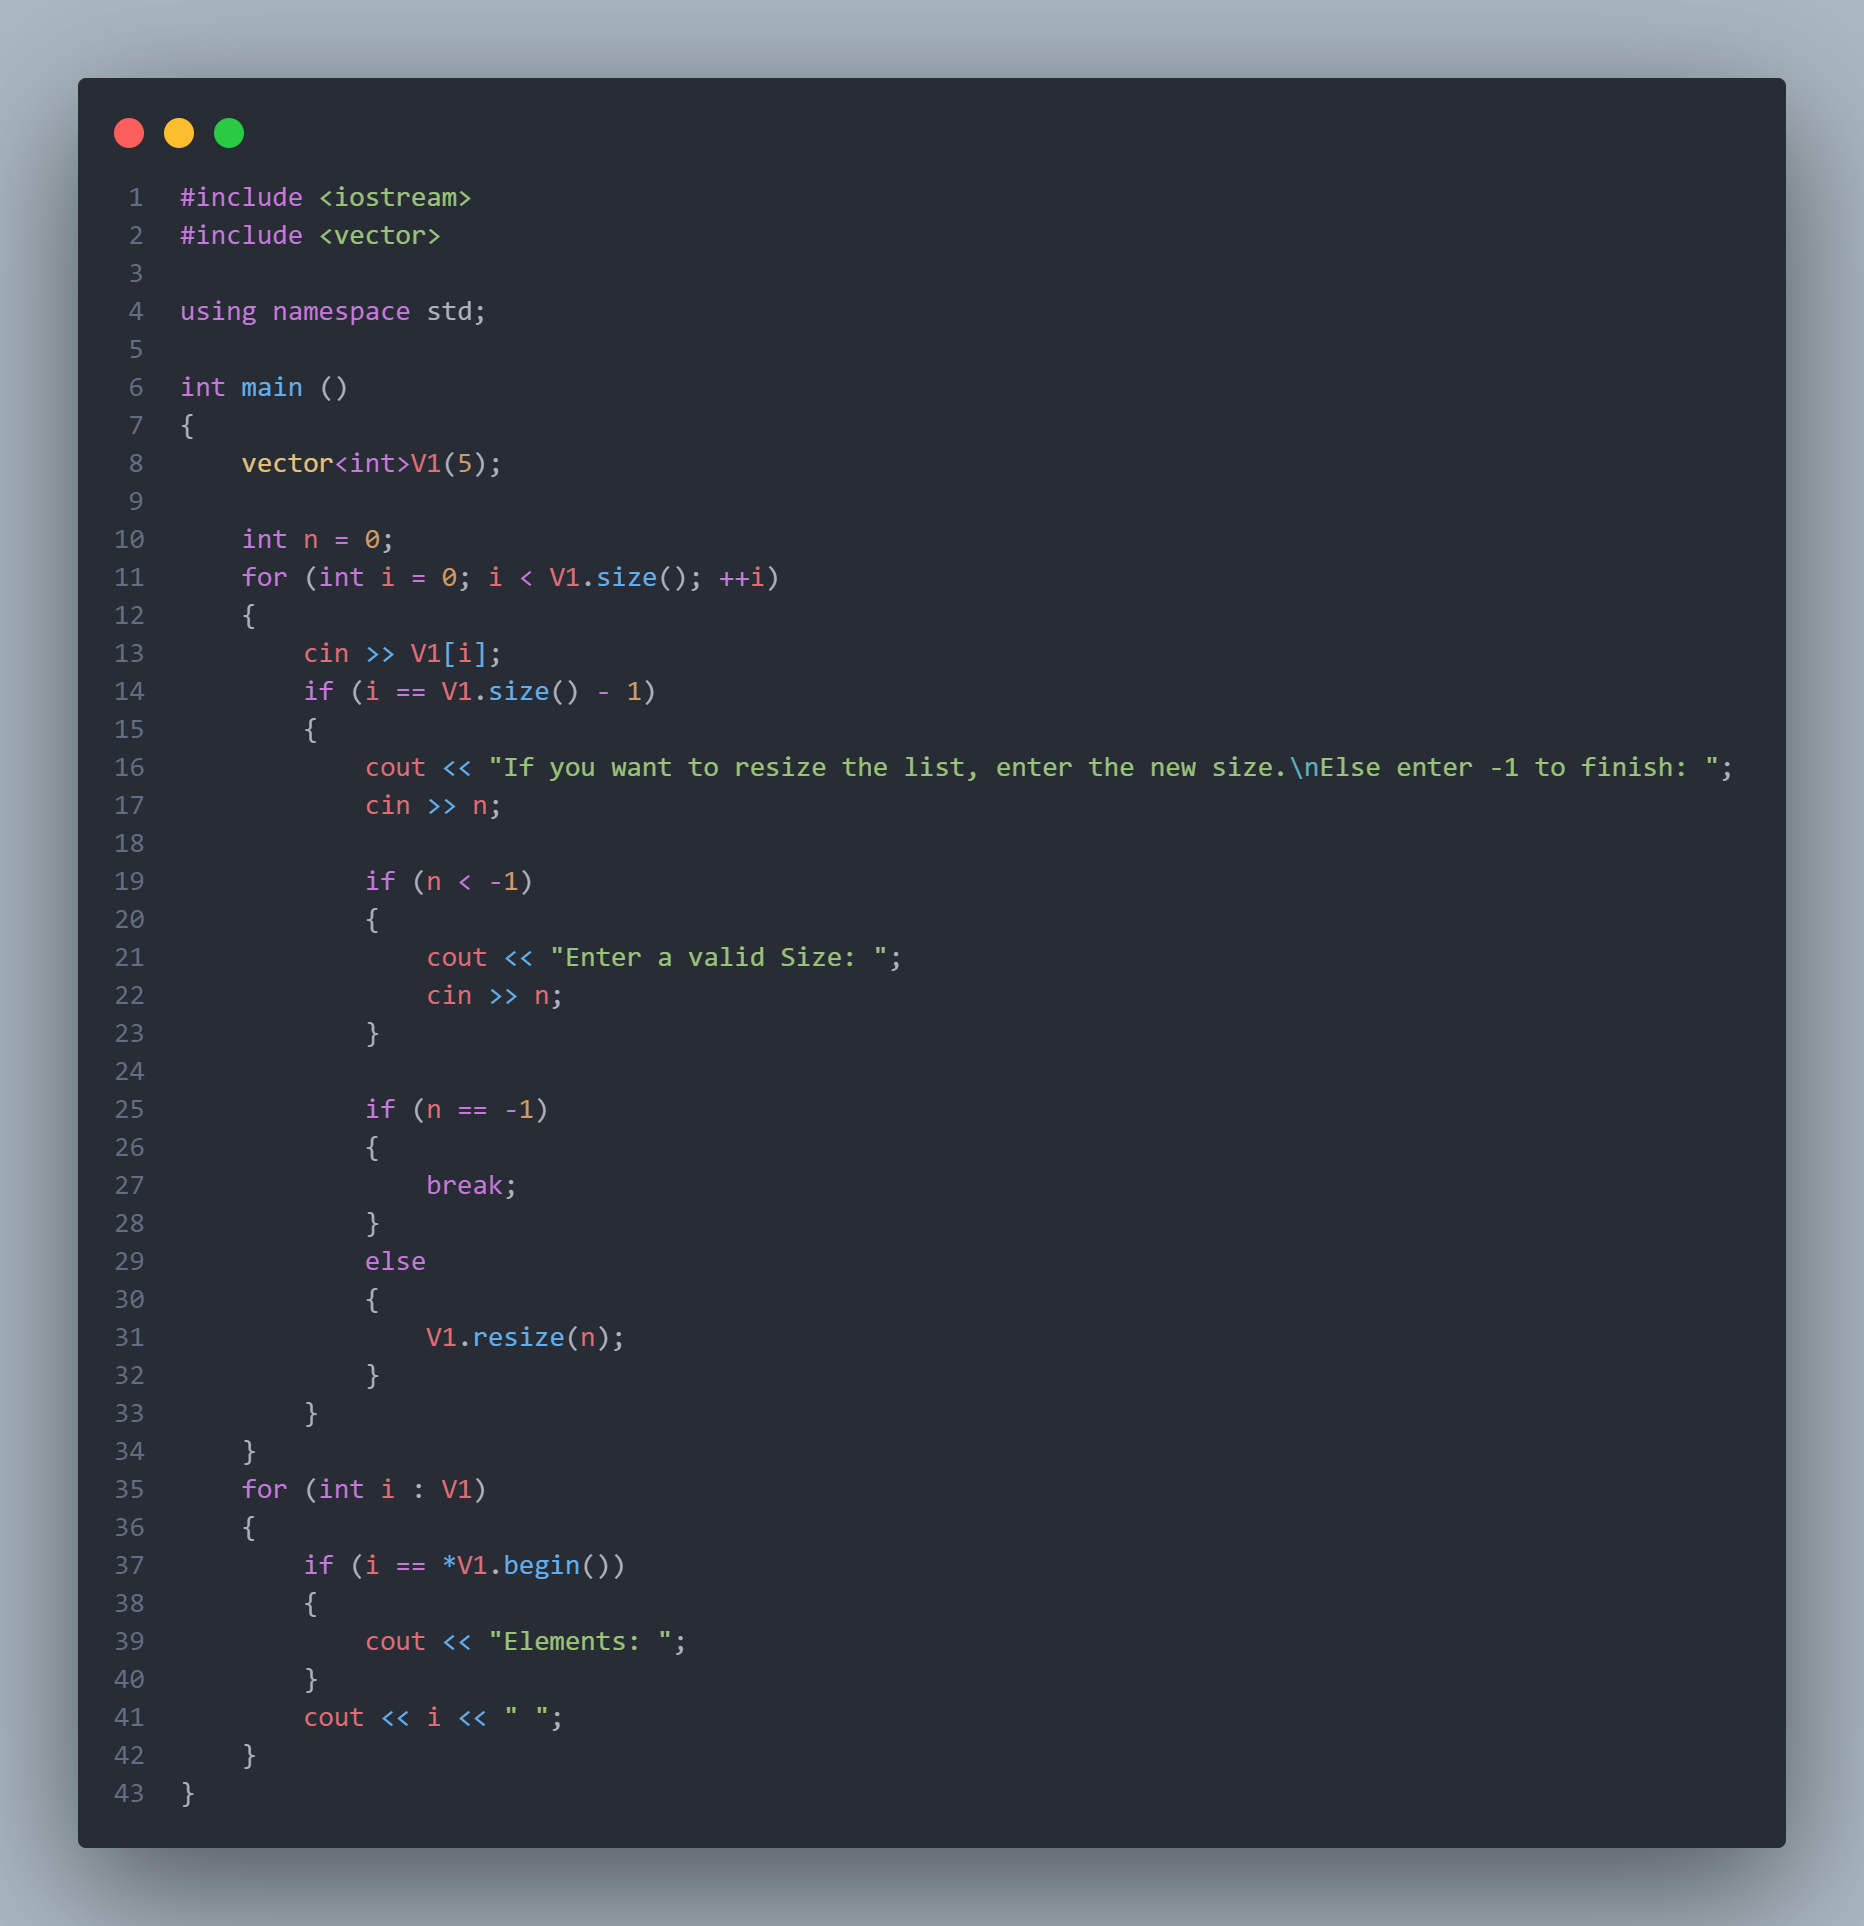 1 #include <iostream>
2 #include <vector>
3
4 using namespace std;
5
6 int main ()
7 {
8     vector<int>V1(5);
9
10     int n = 0;
11     for (int i = 0; i < V1.size(); ++i)
12     {
13         cin >> V1[i];
14         if (i == V1.size() - 1)
15         {
16             cout << "If you want to resize the list, enter the new size.\nElse enter -1 to finish: ";
17             cin >> n;
18
19             if (n < -1)
20             {
21                 cout << "Enter a valid Size: ";
22                 cin >> n;
23             }
24
25             if (n == -1)
26             {
27                 break;
28             }
29             else
30             {
31                 V1.resize(n);
32             }
33         }
34     }
35     for (int i : V1)
36     {
37         if (i == *V1.begin())
38         {
39             cout << "Elements: ";
40         }
41         cout << i << " ";
42     }
43 }